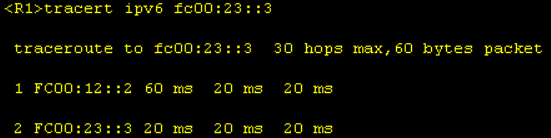 <R1>tracert ipv6 fc00:23::3
traceroute to fc00:23::3  30 hops max,60 bytes packet
1 FC00:12::2 60 ms  20 ms  20 ms
2 FC00:23::3 20 ms  20 ms  20 ms